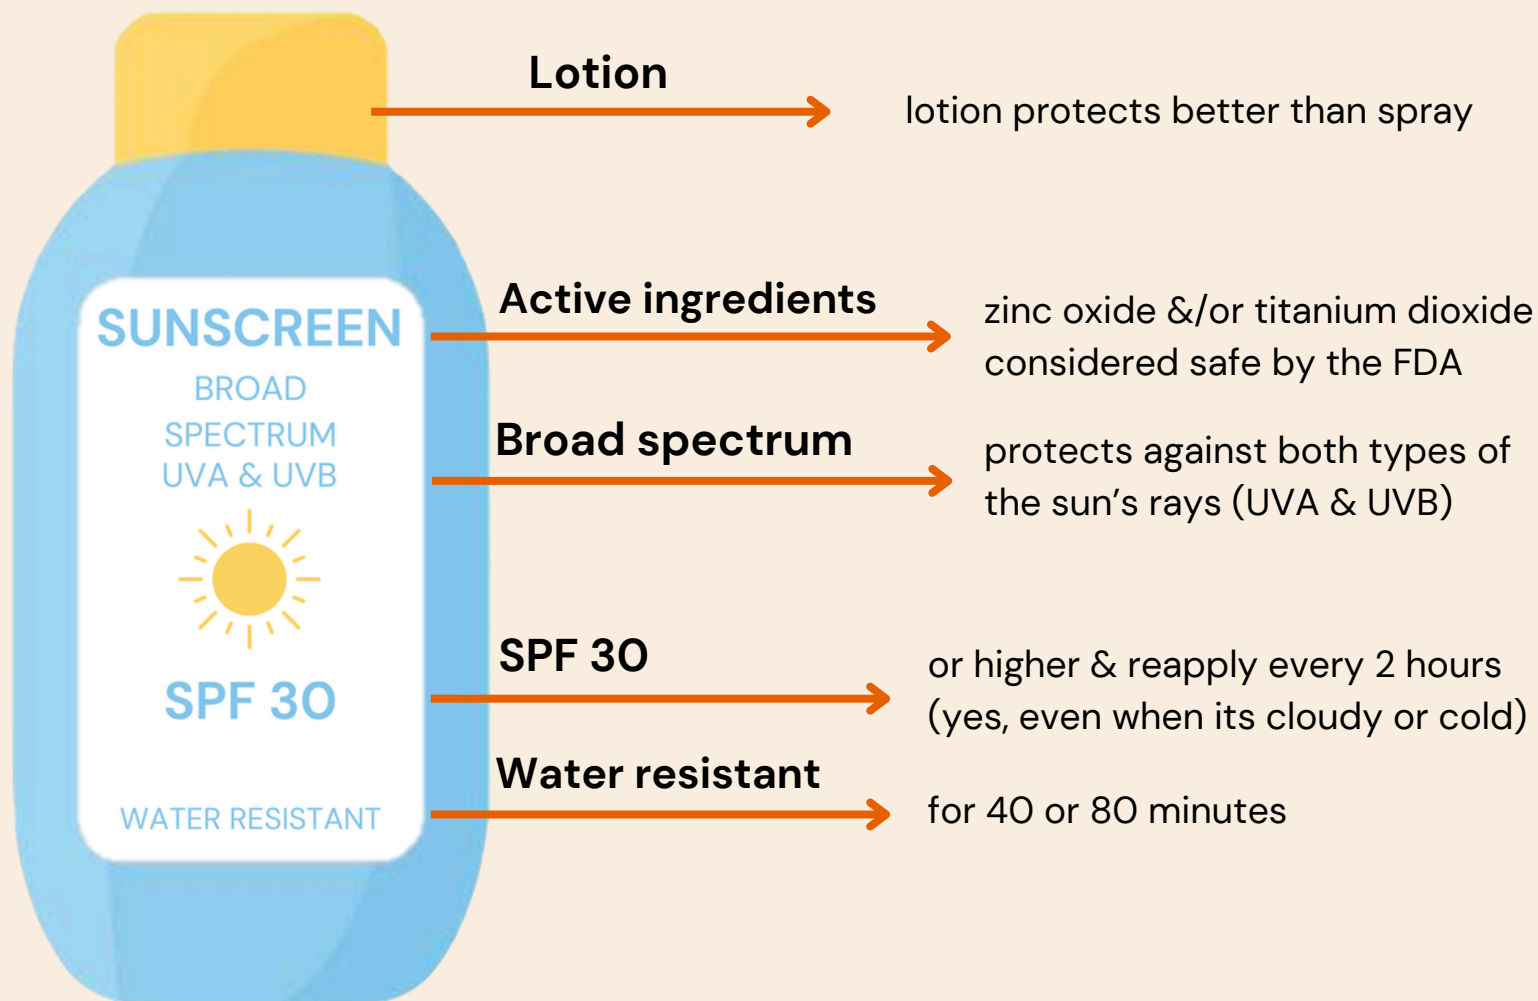 Lotion
lotion protects better than spray
SUNSCREEN
BROAD
SPECTRUM
UVA & UVB
SPF 30
WATER RESISTANT
Active ingredients
zinc oxide &/or titanium dioxide
considered safe by the FDA
Broad spectrum
protects against both types of
the sun’s rays (UVA & UVB)
SPF 30
or higher & reapply every 2 hours
(yes, even when its cloudy or cold)
Water resistant
for 40 or 80 minutes